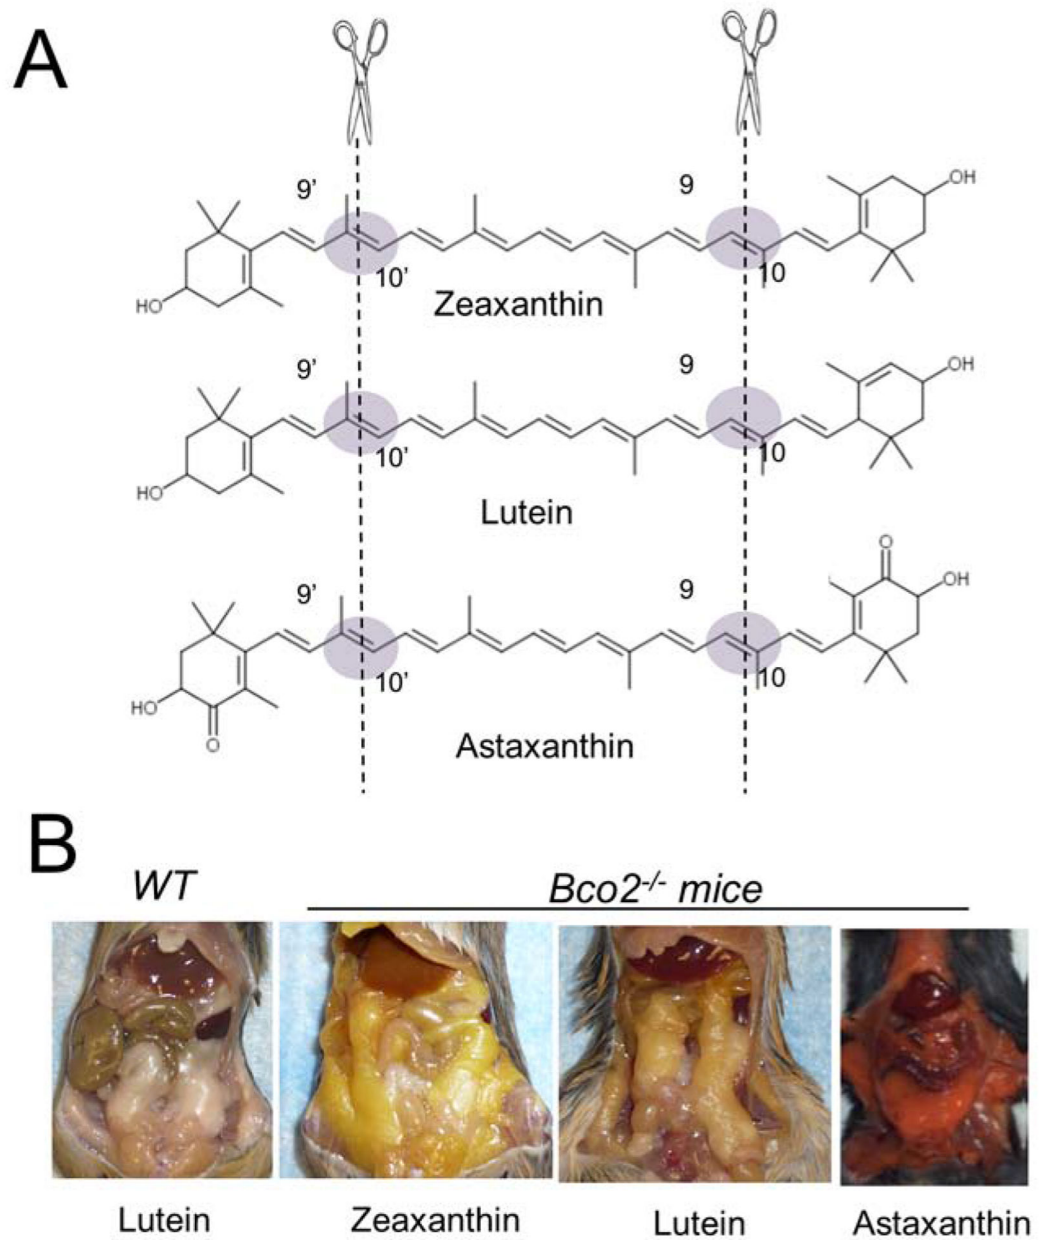 A
9’ 9
OH
10’ 10
HO
Zeaxanthin
9’ 9
OH
10’ 10
HO
Lutein
O
9’ 9
OH
10’ 10
HO
O
Astaxanthin
B
WT Bco2-/- mice
Lutein Zeaxanthin Lutein Astaxanthin